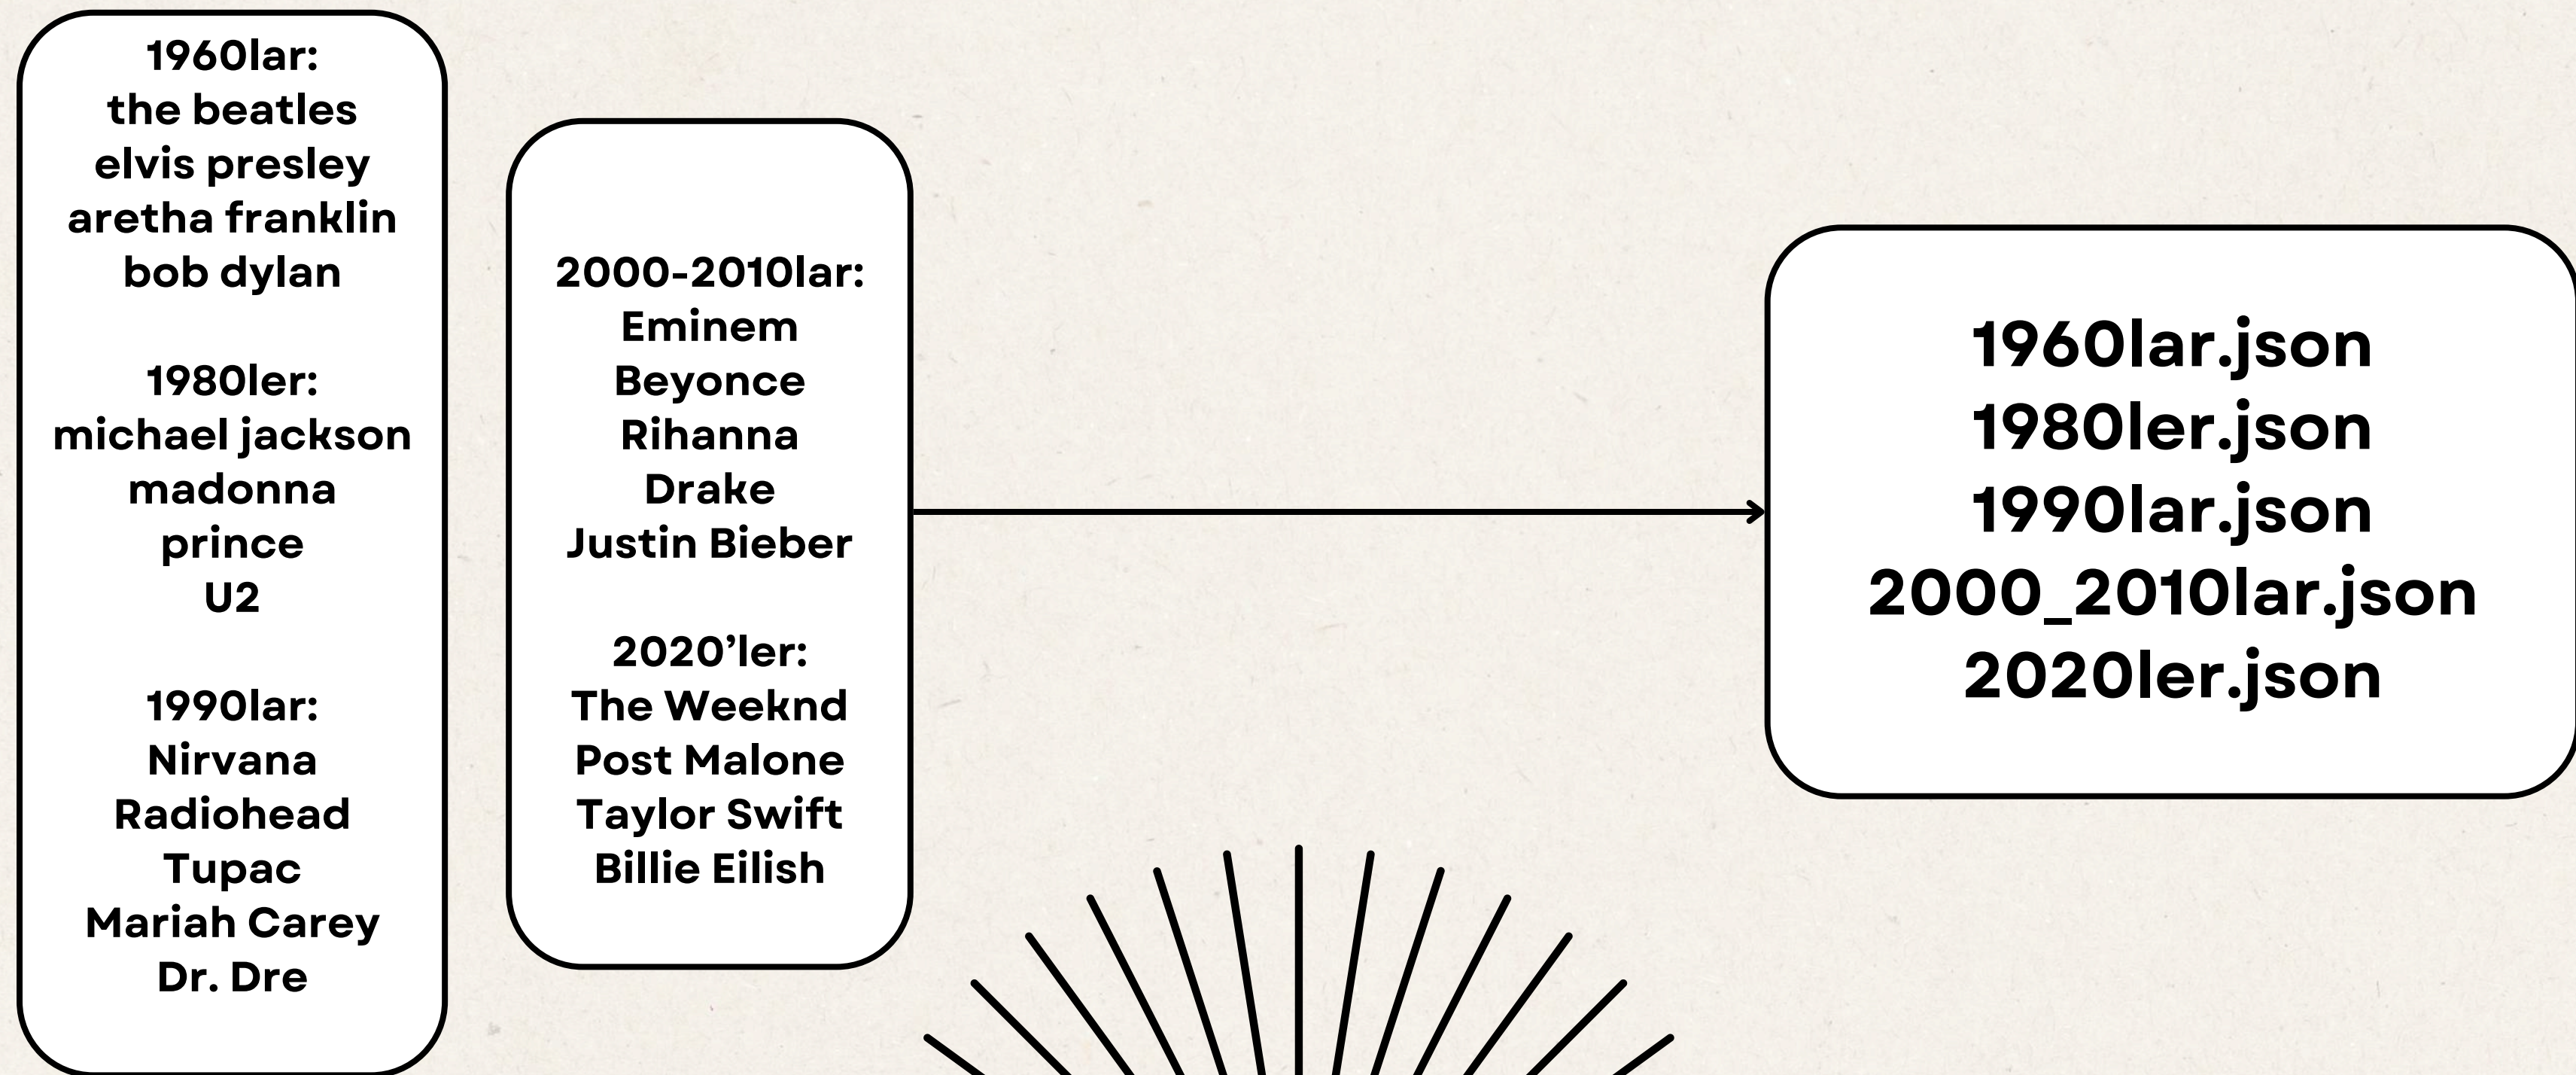 1960lar:
the beatles
elvis presley
aretha franklin
bob dylan
1980ler:
michael jackson
madonna
prince
U2
1990lar:
Nirvana
Radiohead
Tupac
Mariah Carey
Dr. Dre
2000-2010lar:
Eminem
Beyonce
Rihanna
Drake
Justin Bieber
2020’ler:
The Weeknd
Post Malone
Taylor Swift
Billie Eilish
1960lar.json
1980ler.json
1990lar.json
2000_2010lar.json
2020ler.json